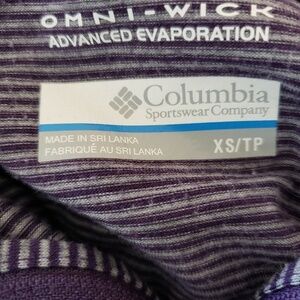 OMNI-WICK
ADVANCED EVAPORATION
Columbia
Sportswear Company
MADE IN SRI LANKA
FABRIQUÉ AU SRI LANKA
XS/TP